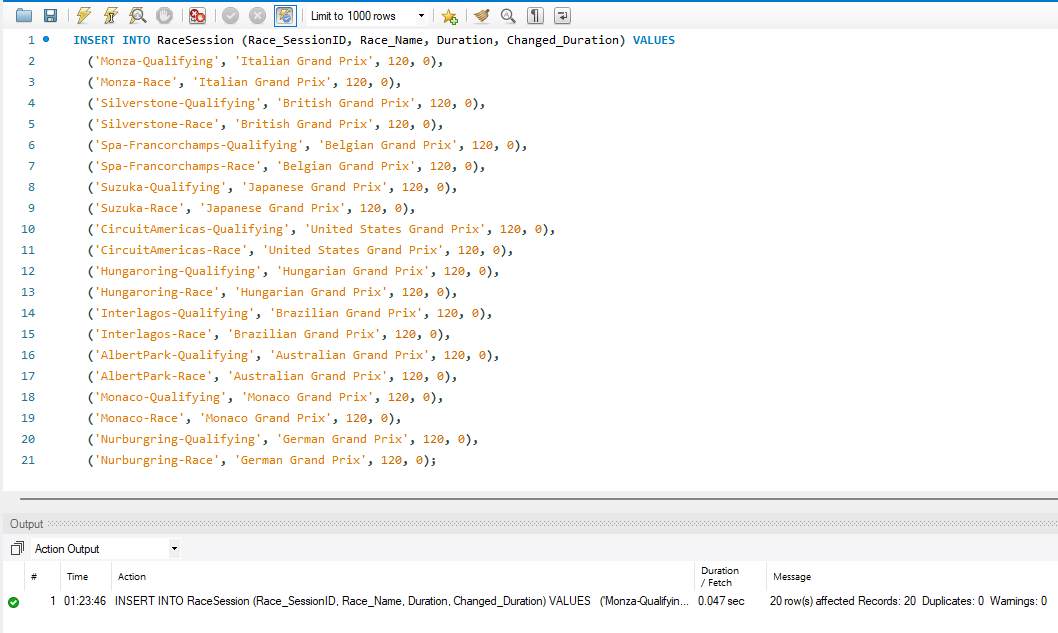 Limit to 1000 rows
1 INSERT INTO RaceSession (Race_SessionID, Race_Name, Duration, Changed_Duration) VALUES
2 ('Monza-Qualifying', 'Italian Grand Prix', 120, 0),
3 ('Monza-Race', 'Italian Grand Prix', 120, 0),
4 ('Silverstone-Qualifying', 'British Grand Prix', 120, 0),
5 ('Silverstone-Race', 'British Grand Prix', 120, 0),
6 ('Spa-Francorchamps-Qualifying', 'Belgian Grand Prix', 120, 0),
7 ('Spa-Francorchamps-Race', 'Belgian Grand Prix', 120, 0),
8 ('Suzuka-Qualifying', 'Japanese Grand Prix', 120, 0),
9 ('Suzuka-Race', 'Japanese Grand Prix', 120, 0),
10 ('CircuitAmericas-Qualifying', 'United States Grand Prix', 120, 0),
11 ('CircuitAmericas-Race', 'United States Grand Prix', 120, 0),
12 ('Hungaroring-Qualifying', 'Hungarian Grand Prix', 120, 0),
13 ('Hungaroring-Race', 'Hungarian Grand Prix', 120, 0),
14 ('Interlagos-Qualifying', 'Brazilian Grand Prix', 120, 0),
15 ('Interlagos-Race', 'Brazilian Grand Prix', 120, 0),
16 ('AlbertPark-Qualifying', 'Australian Grand Prix', 120, 0),
17 ('AlbertPark-Race', 'Australian Grand Prix', 120, 0),
18 ('Monaco-Qualifying', 'Monaco Grand Prix', 120, 0),
19 ('Monaco-Race', 'Monaco Grand Prix', 120, 0),
20 ('Nurburgring-Qualifying', 'German Grand Prix', 120, 0),
21 ('Nurburgring-Race', 'German Grand Prix', 120, 0);
Output
Action Output
# Time Action Duration / Fetch Message
1 01:23:46 INSERT INTO RaceSession (Race_SessionID, Race_Name, Duration, Changed_Duration) VALUES ('Monza-Qualifyin... 0.047 sec 20 row(s) affected Records: 20 Duplicates: 0 Warnings: 0